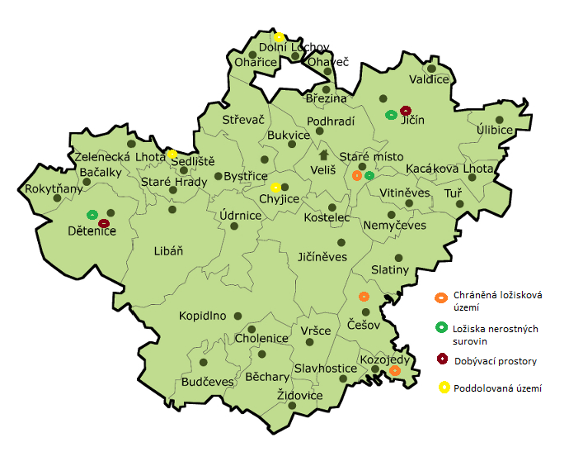 Dolní Lochov
Ohařice
Ohaveč
Valdice
Březina
Střevač
Podhradí
Jičín
Bukvice
Úlibice
Zelenecká Lhota
Sedliště
Staré místo
Bačalky
Bystřice
Veliš
Kacákova Lhota
Rokytňany
Staré Hrady
Chyjice
Vitiněves
Tuř
Údrnice
Kostelec
Nemyčeves
Dětenice
Libáň
Jičíněves
Slatiny
Chráněná ložisková
území
Kopidlno
Češov
Ložiska nerostných
surovin
Cholenice
Vršce
Kozojedy
Dobývací prostory
Budčeves
Běchary
Slavhostice
Poddolovaná území
Židovice